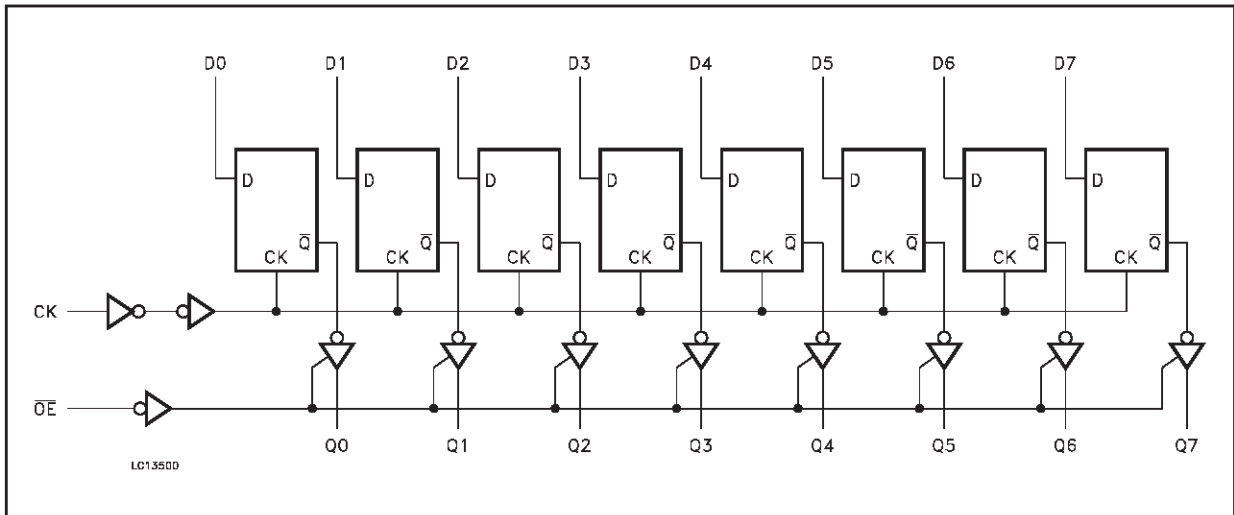 D0 D1 D2 D3 D4 D5 D6 D7
D D D D D D D D
Q̅ Q̅ Q̅ Q̅ Q̅ Q̅ Q̅ Q̅
CK CK CK CK CK CK CK CK
CK
O̅E̅
Q0 Q1 Q2 Q3 Q4 Q5 Q6 Q7
LC13500